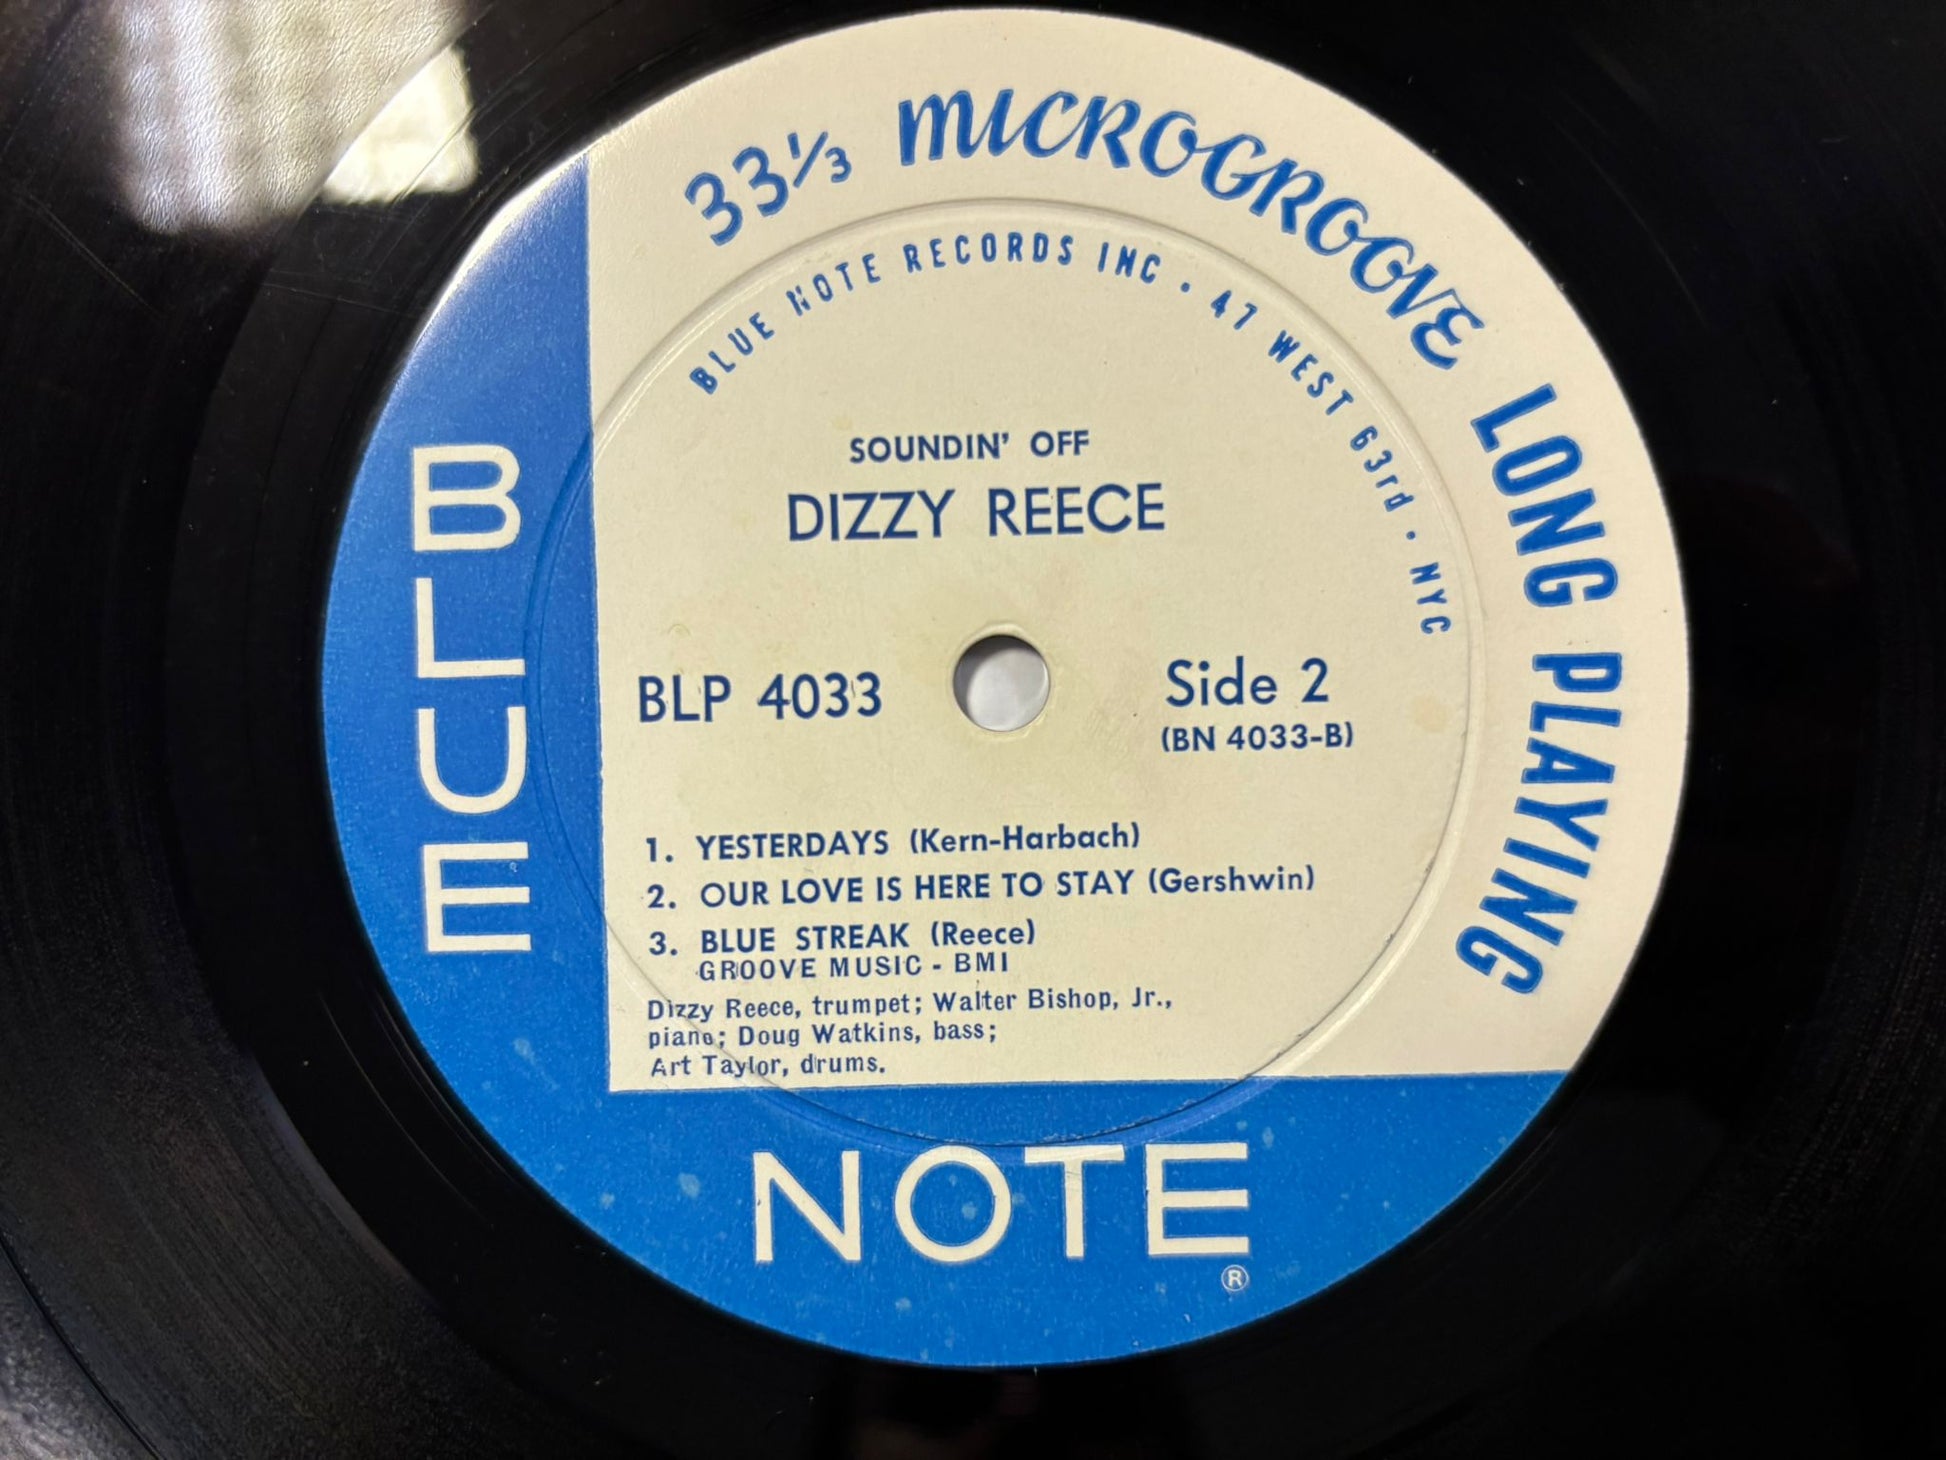 33⅓ MICROGROOVE LONG PLAYING
BLUE NOTE RECORDS INC • 47 WEST 63rd • NYC
SOUNDIN' OFF
DIZZY REECE
BLP 4033
Side 2
(BN 4033-B)
1. YESTERDAYS (Kern-Harbach)
2. OUR LOVE IS HERE TO STAY (Gershwin)
3. BLUE STREAK (Reece)
GROOVE MUSIC - BMI
Dizzy Reece, trumpet; Walter Bishop, Jr.,
piano; Doug Watkins, bass;
Art Taylor, drums.
BLUE
NOTE
®